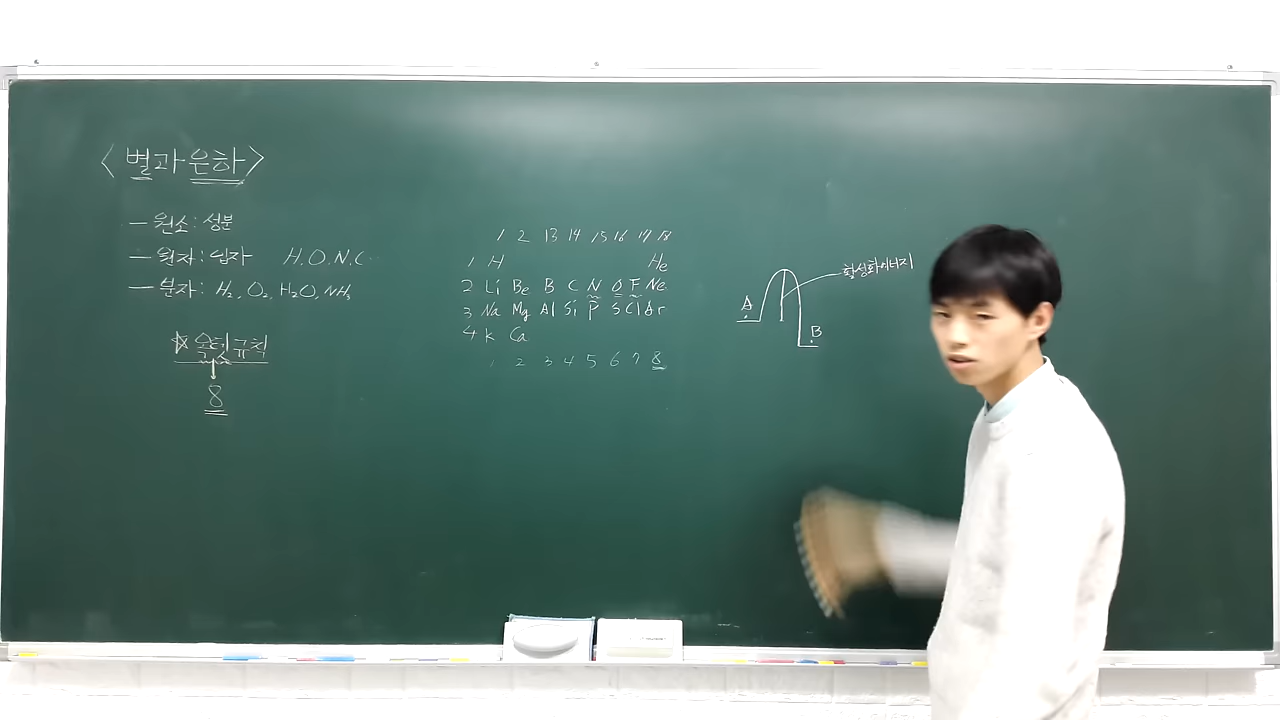 <별과 은하>
- 원소: 성분
- 원자: 입자 H.O.N.C...
- 분자: H₂, O₂, H₂O, NH₃
☆ 옥텟 규칙
8
1 2 13 14 15 16 17 18
1 H He
2 Li Be B C N O F Ne
3 Na Mg Al Si P S Cl Ar
4 K Ca
1 2 3 4 5 6 7 8
활성화에너지
A
B